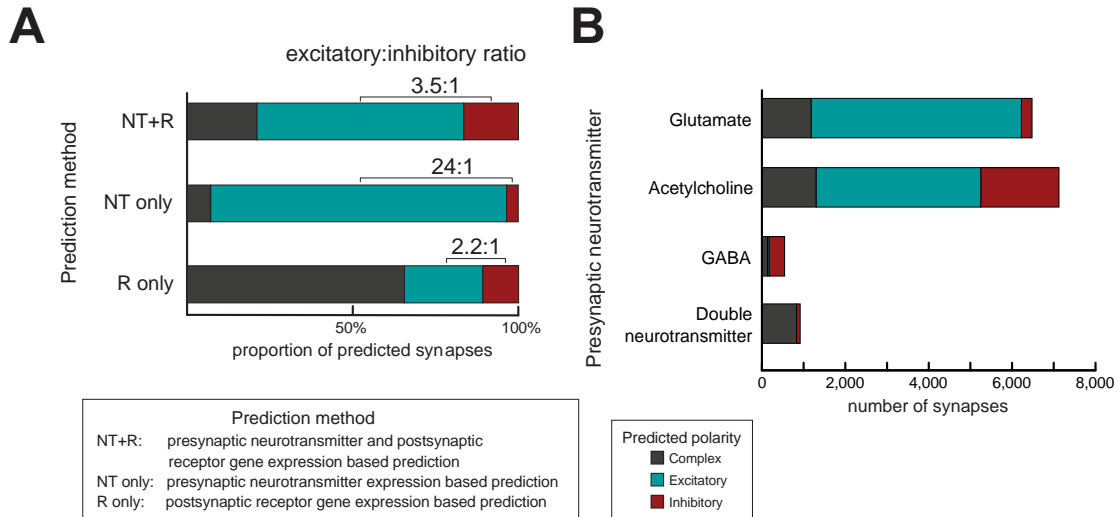 A
excitatory:inhibitory ratio
3.5:1
NT+R
24:1
NT only
2.2:1
R only
Prediction method
50%
100%
proportion of predicted synapses
Prediction method
NT+R: presynaptic neurotransmitter and postsynaptic
receptor gene expression based prediction
NT only: presynaptic neurotransmitter expression based prediction
R only: postsynaptic receptor gene expression based prediction
B
Presynaptic neurotransmitter
Glutamate
Acetylcholine
GABA
Double
neurotransmitter
0 2,000 4,000 6,000 8,000
number of synapses
Predicted polarity
Complex
Excitatory
Inhibitory